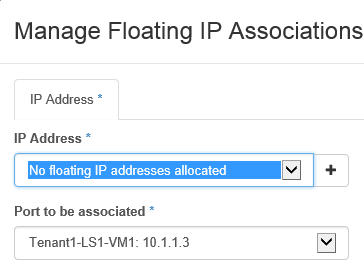 Manage Floating IP Associations
IP Address *
IP Address *
No floating IP addresses allocated
+
Port to be associated *
Tenant1-LS1-VM1: 10.1.1.3